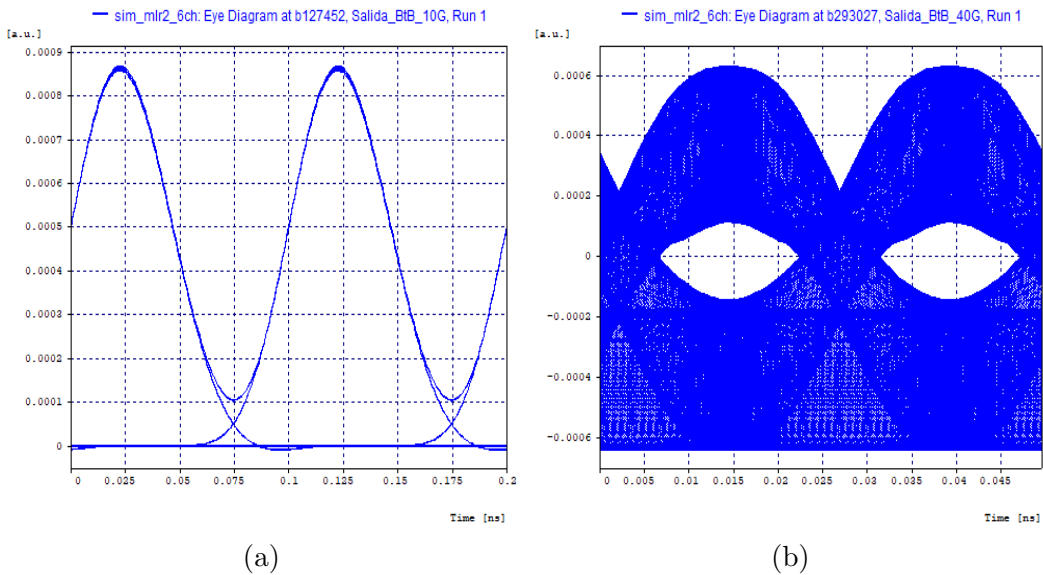 sim_mlr2_6ch: Eye Diagram at b127452, Salida_BtB_10G, Run 1
[a.u.]
0.0009
0.0008
0.0007
0.0006
0.0005
0.0004
0.0003
0.0002
0.0001
0
0 0.025 0.05 0.075 0.1 0.125 0.15 0.175 0.2
Time [ns]
(a)
sim_mlr2_6ch: Eye Diagram at b293027, Salida_BtB_40G, Run 1
[a.u.]
0.0006
0.0004
0.0002
0
-0.0002
-0.0004
-0.0006
0 0.005 0.01 0.015 0.02 0.025 0.03 0.035 0.04 0.045
Time [ns]
(b)